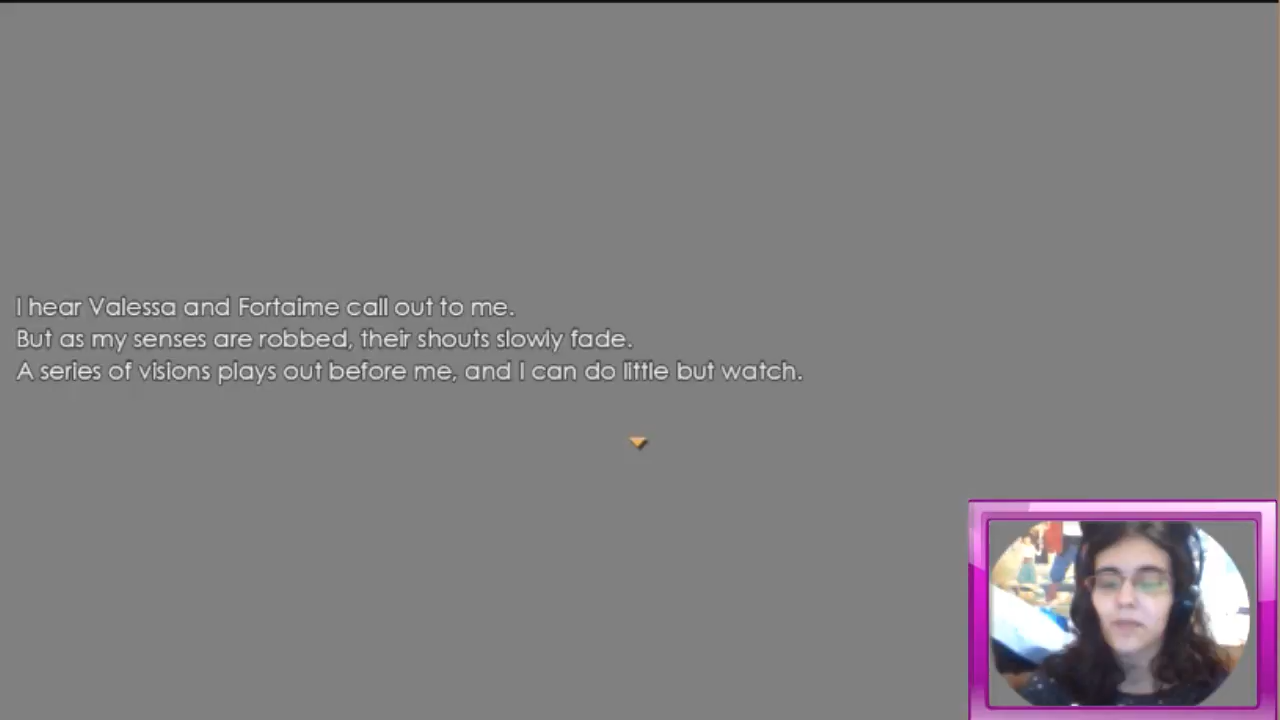 I hear Valessa and Fortaime call out to me.
But as my senses are robbed, their shouts slowly fade.
A series of visions plays out before me, and I can do little but watch.